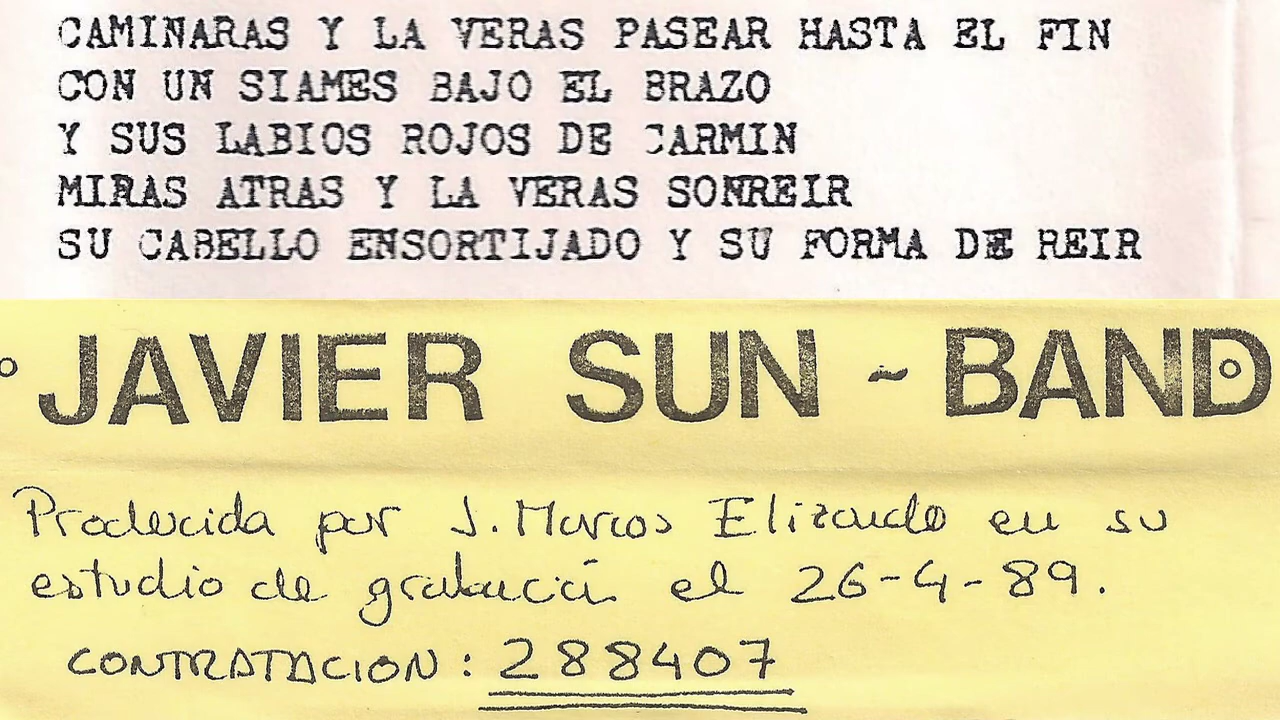 CAMINARAS Y LA VERAS PASEAR HASTA EL FIN
CON UN SIAMES BAJO EL BRAZO
Y SUS LABIOS ROJOS DE CARMIN
MIRAS ATRAS Y LA VERAS SONREIR
SU CABELLO ENSORTIJADO Y SU FORMA DE REIR
JAVIER SUN ~ BAND
Producida por J. Marcos Elizondo en su
estudio de grabación el 26-4-89.
CONTRATACION: 288407